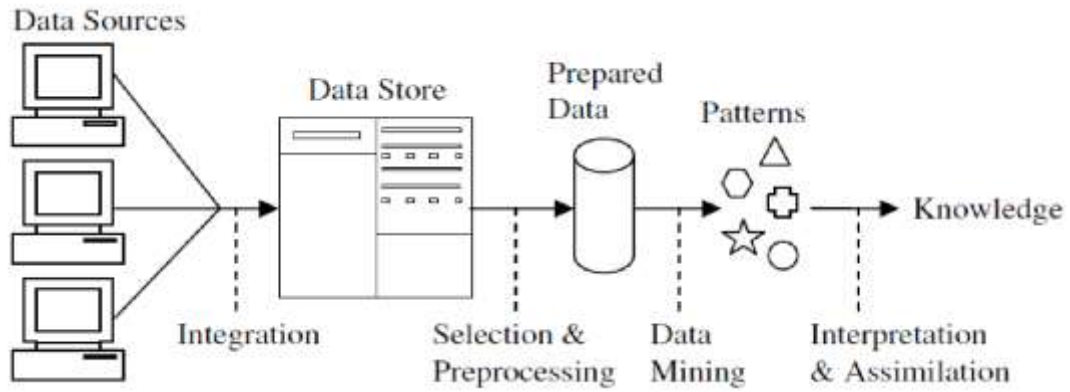 Data Sources
Data Store
Prepared
Data
Patterns
Knowledge
Integration
Selection &
Preprocessing
Data
Mining
Interpretation
& Assimilation